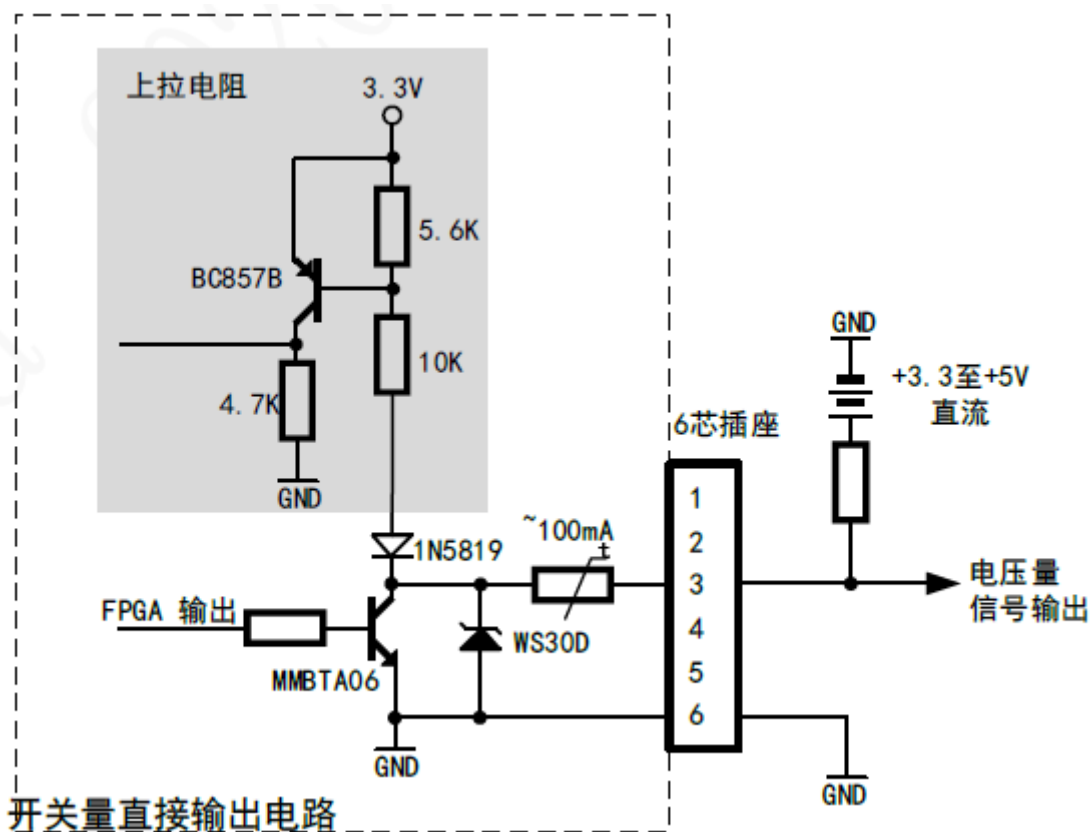 上拉电阻
3.3V
5.6K
BC857B
10K
4.7K
GND
GND
+3.3至+5V
直流
6芯插座
1
2
3
4
5
6
1N5819
~100mA
t
FPGA 输出
WS30D
MMBTA06
电压量
信号输出
GND
GND
开关量直接输出电路